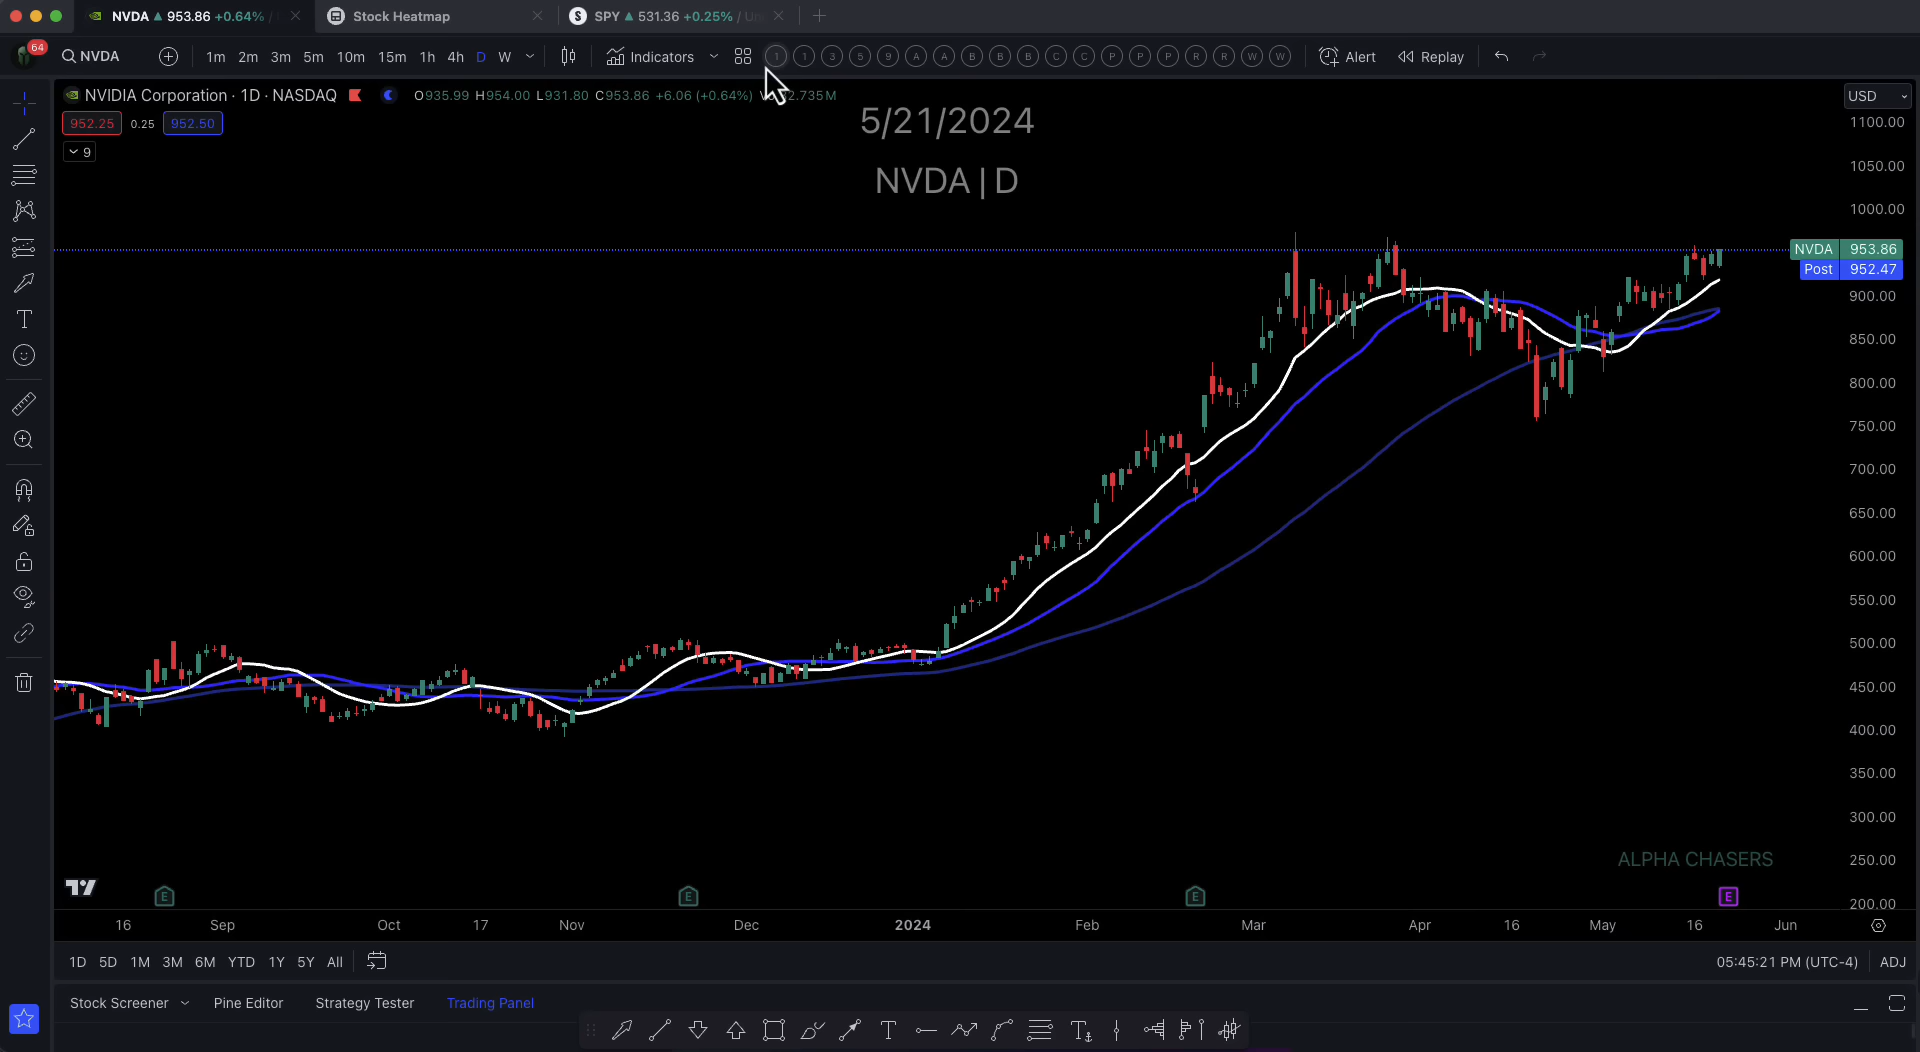 NVDA ▲ 953.86 +0.64% /
Stock Heatmap
S SPY ▲ 531.36 +0.25% / Un
64
NVDA
1m 2m 3m 5m 10m 15m 1h 4h D W
Indicators
1 1 3 5 9 A A B B B C C P P P R R W W
Alert
Replay
NVIDIA Corporation · 1D · NASDAQ
O935.99 H954.00 L931.80 C953.86 +6.06 (+0.64%) 2.735M
952.25 0.25 952.50
9
5/21/2024
NVDA | D
USD
1100.00
1050.00
1000.00
NVDA 953.86
Post 952.47
900.00
850.00
800.00
750.00
700.00
650.00
600.00
550.00
500.00
450.00
400.00
350.00
300.00
250.00
200.00
ALPHA CHASERS
E E E E
16 Sep Oct 17 Nov Dec 2024 Feb Mar Apr 16 May 16 Jun
1D 5D 1M 3M 6M YTD 1Y 5Y All
05:45:21 PM (UTC-4) ADJ
Stock Screener Pine Editor Strategy Tester Trading Panel